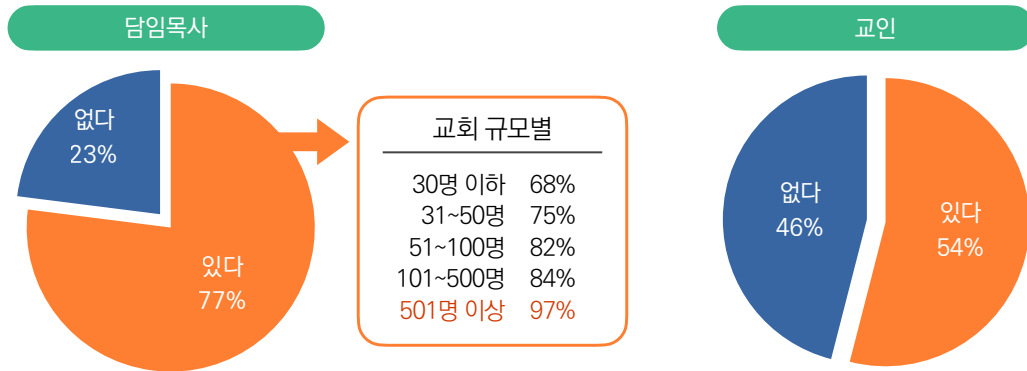 담임목사
없다
23%
있다
77%
교회 규모별
30명 이하 68%
31~50명 75%
51~100명 82%
101~500명 84%
501명 이상 97%
교인
없다
46%
있다
54%